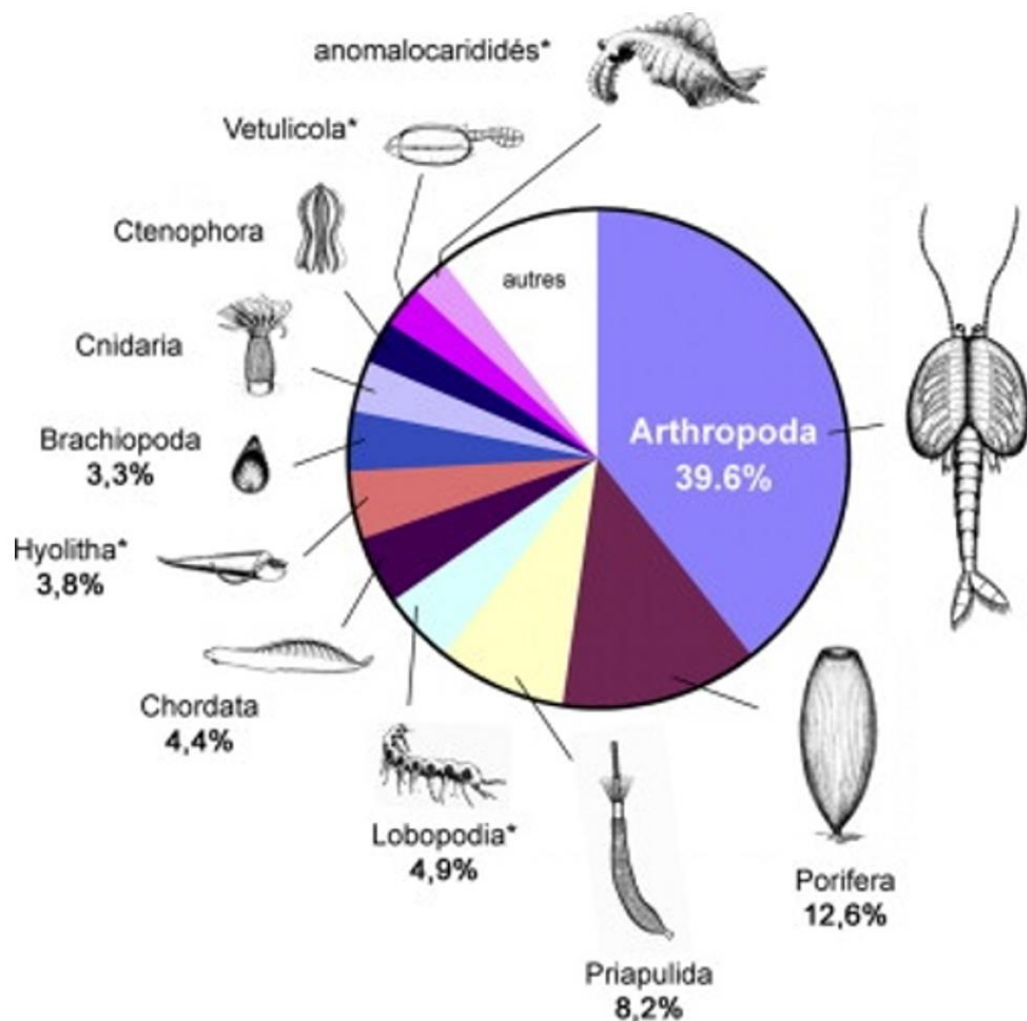 anomalocarididés*
Vetulicola*
Ctenophora
autres
Cnidaria
Arthropoda
39.6%
Brachiopoda
3,3%
Hyolitha*
3,8%
Chordata
4,4%
Lobopodia*
4,9%
Porifera
12,6%
Priapulida
8,2%